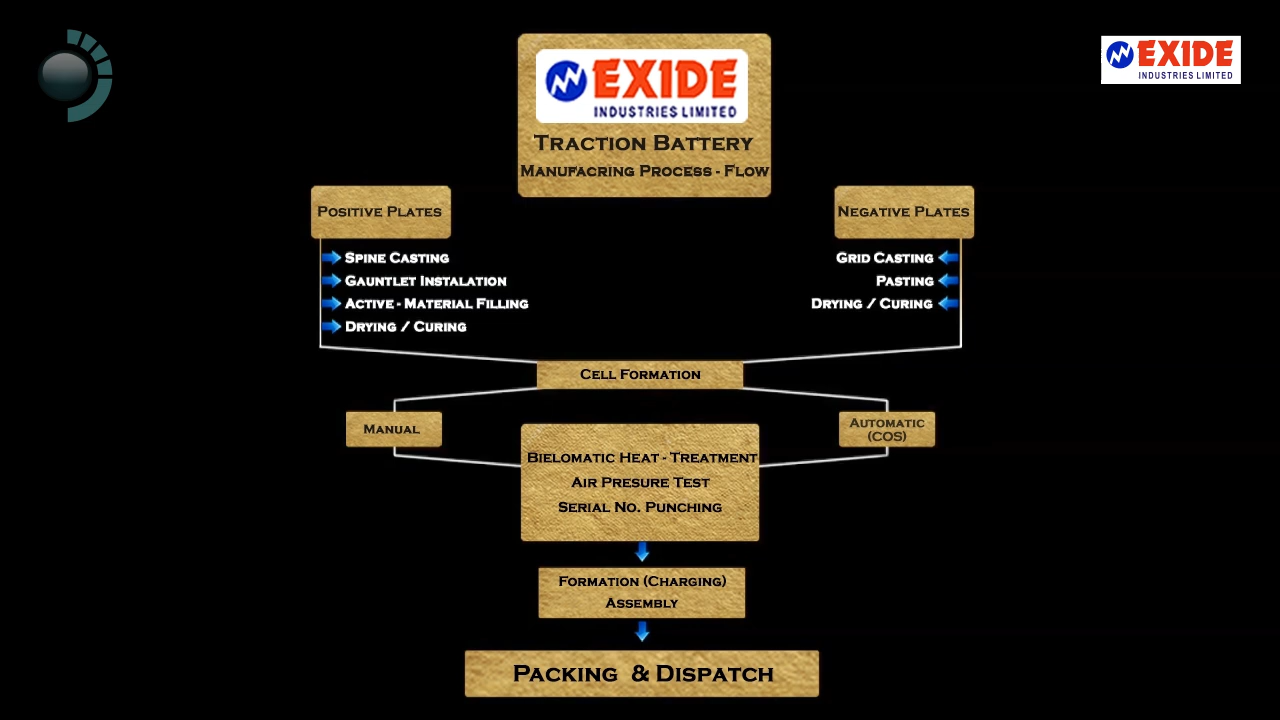 EXIDE
INDUSTRIES LIMITED
EXIDE
INDUSTRIES LIMITED
TRACTION BATTERY
MANUFACRING PROCESS - FLOW
POSITIVE PLATES
NEGATIVE PLATES
SPINE CASTING
GAUNTLET INSTALATION
ACTIVE - MATERIAL FILLING
DRYING / CURING
GRID CASTING
PASTING
DRYING / CURING
CELL FORMATION
MANUAL
AUTOMATIC
(COS)
BIELOMATIC HEAT - TREATMENT
AIR PRESURE TEST
SERIAL NO. PUNCHING
FORMATION (CHARGING)
ASSEMBLY
PACKING & DISPATCH